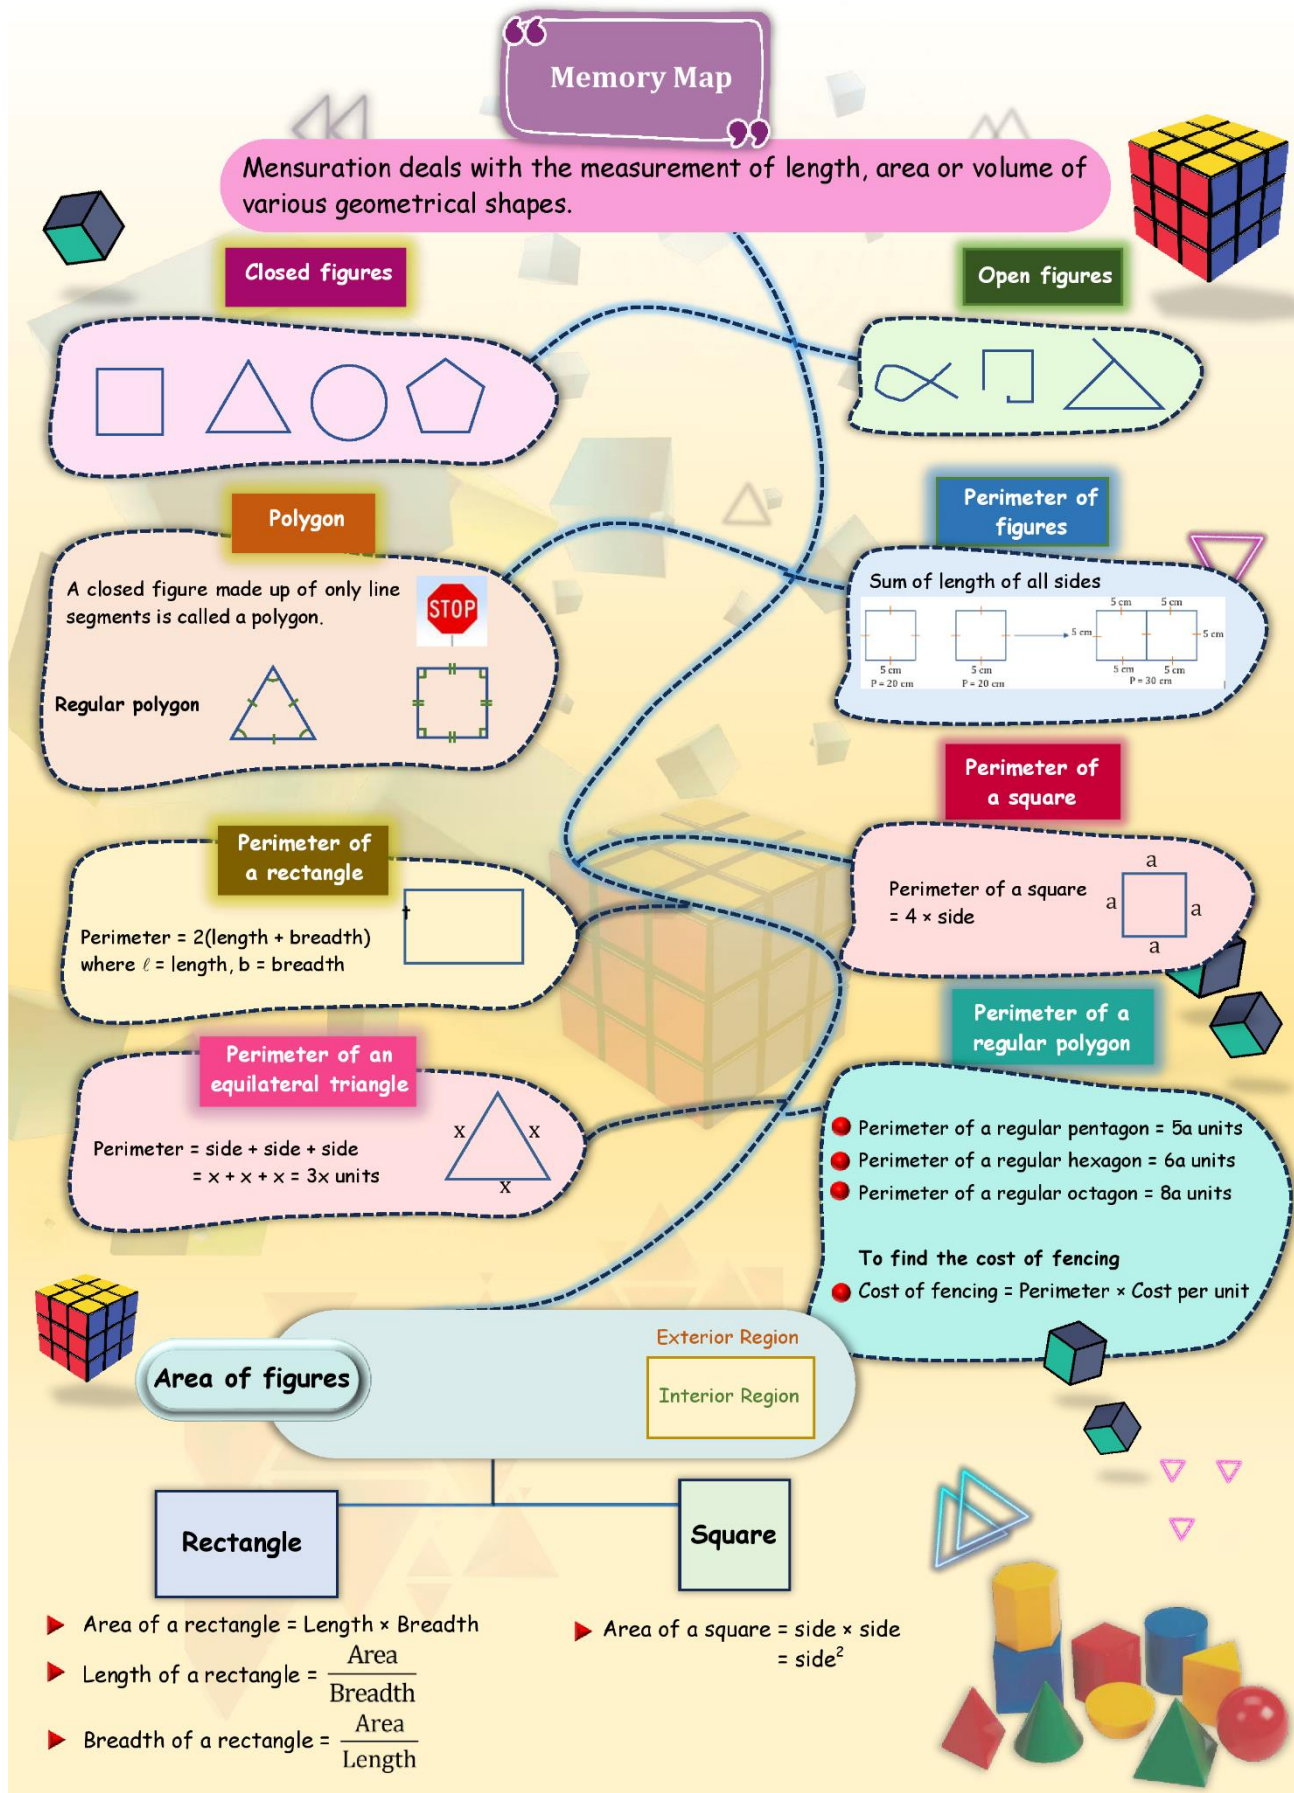 Memory Map
Mensuration deals with the measurement of length, area or volume of
various geometrical shapes.
Closed figures
Open figures
Polygon
A closed figure made up of only line
segments is called a polygon.
STOP
Regular polygon
Perimeter of
figures
Sum of length of all sides
5 cm 5 cm
5 cm 5 cm
5 cm 5 cm 5 cm 5 cm
P = 20 cm P = 20 cm P = 30 cm
Perimeter of
a rectangle
Perimeter = 2(length + breadth)
where ℓ = length, b = breadth
Perimeter of
a square
Perimeter of a square
= 4 × side
a
a a
a
Perimeter of an
equilateral triangle
Perimeter = side + side + side
= x + x + x = 3x units
x x
x
Perimeter of a
regular polygon
Perimeter of a regular pentagon = 5a units
Perimeter of a regular hexagon = 6a units
Perimeter of a regular octagon = 8a units
To find the cost of fencing
Cost of fencing = Perimeter × Cost per unit
Area of figures
Exterior Region
Interior Region
Rectangle
Area of a rectangle = Length × Breadth
Length of a rectangle = Area / Breadth
Breadth of a rectangle = Area / Length
Square
Area of a square = side × side
= side²